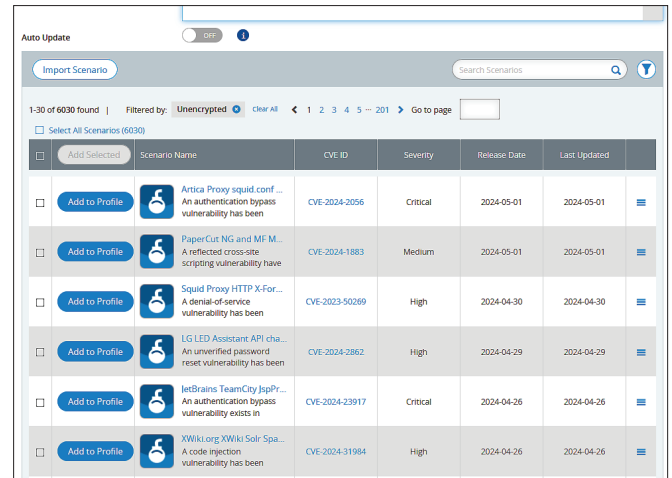 Auto Update
OFF
i
Import Scenario
Search Scenarios
1-30 of 6030 found | Filtered by: Unencrypted Clear All 1 2 3 4 5 ... 201 Go to page
Select All Scenarios (6030)
Add Selected Scenario Name CVE ID Severity Release Date Last Updated
Artica Proxy squid.conf ...
Add to Profile An authentication bypass CVE-2024-2056 Critical 2024-05-01 2024-05-01
vulnerability has been
PaperCut NG and MF M...
Add to Profile A reflected cross-site CVE-2024-1883 Medium 2024-05-01 2024-05-01
scripting vulnerability have
Squid Proxy HTTP X-For...
Add to Profile A denial-of-service CVE-2023-50269 High 2024-04-30 2024-04-30
vulnerability has been
LG LED Assistant API cha...
Add to Profile An unverified password CVE-2024-2862 High 2024-04-29 2024-04-29
reset vulnerability has been
JetBrains TeamCity JspPr...
Add to Profile An authentication bypass CVE-2024-23917 Critical 2024-04-26 2024-04-26
vulnerability exists in
XWiki.org XWiki Solr Spa...
Add to Profile A code injection CVE-2024-31984 High 2024-04-26 2024-04-26
vulnerability has been